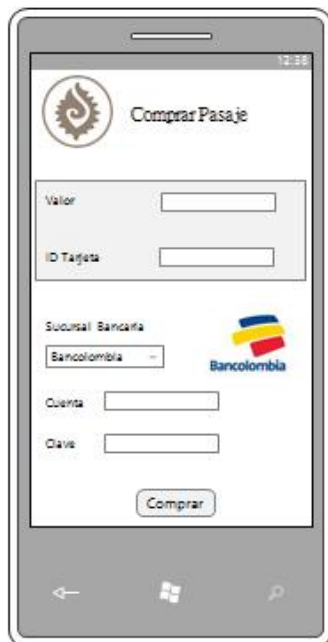 12:38
Comprar Pasaje
Valor
ID Tarjeta
Sucursal Bancaria
Bancolombia
Bancolombia
Cuenta
Clave
Comprar